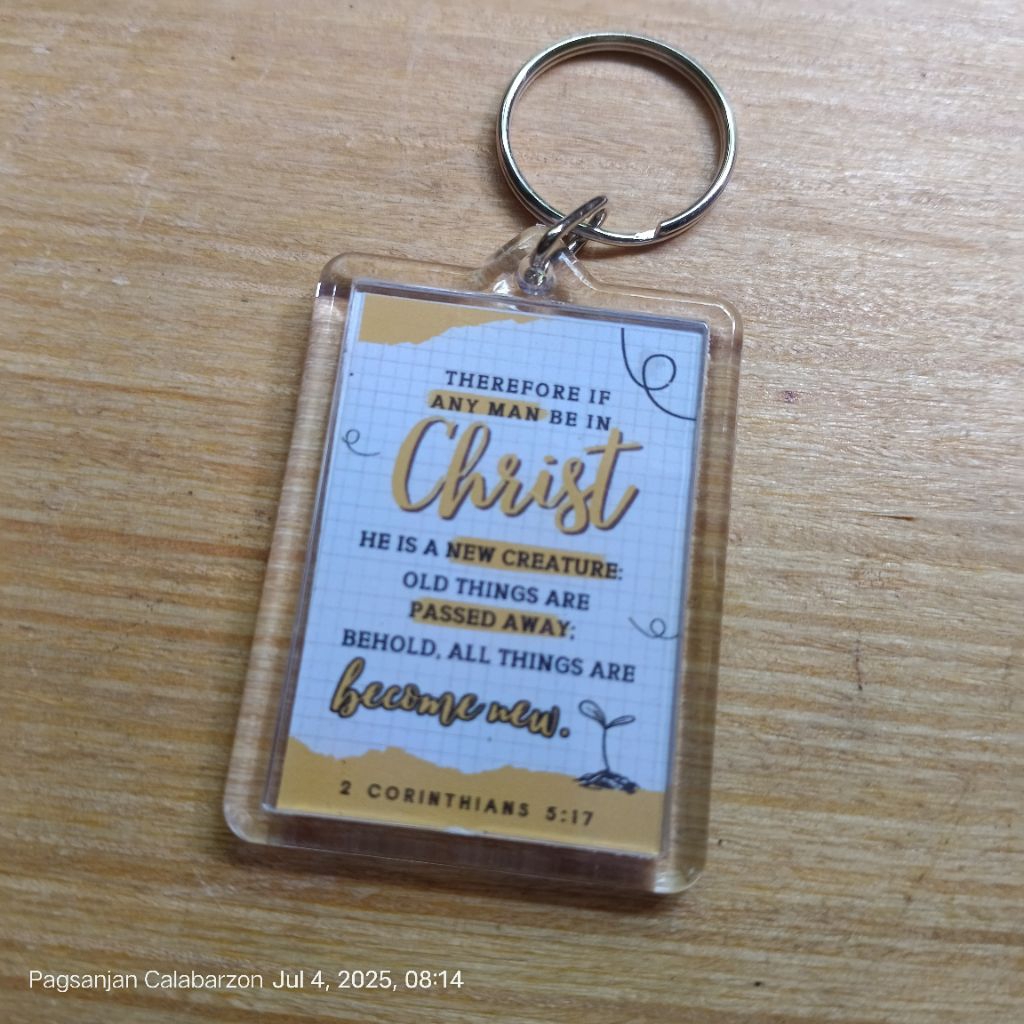 THEREFORE IF
ANY MAN BE IN
Christ
HE IS A NEW CREATURE:
OLD THINGS ARE
PASSED AWAY;
BEHOLD, ALL THINGS ARE
become new.
2 CORINTHIANS 5:17
Pagsanjan Calabarzon Jul 4, 2025, 08:14